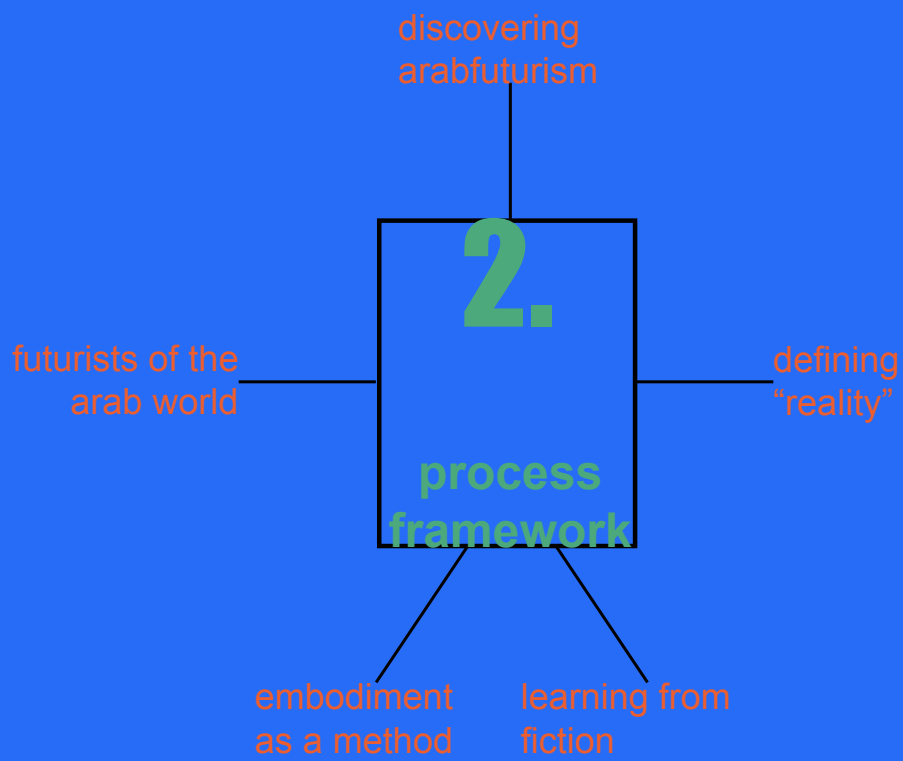 discovering
arabfuturism
2.
futurists of the
arab world
defining
“reality”
process
framework
embodiment
as a method
learning from
fiction